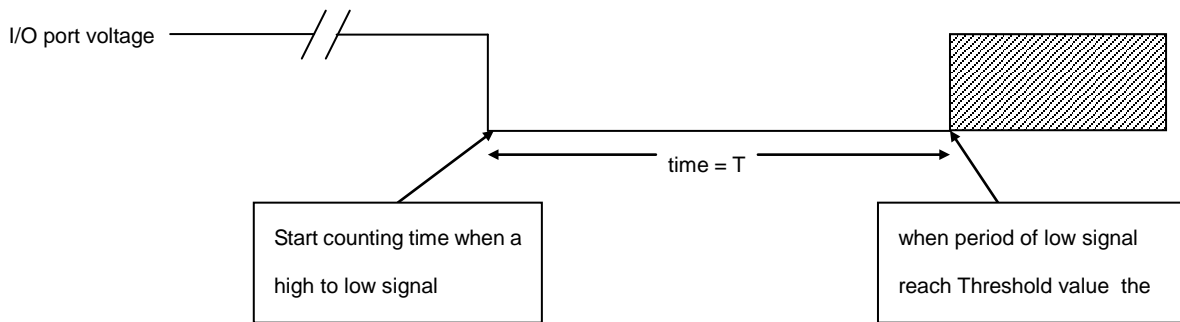 I/O port voltage
time = T
Start counting time when a
high to low signal
when period of low signal
reach Threshold value the